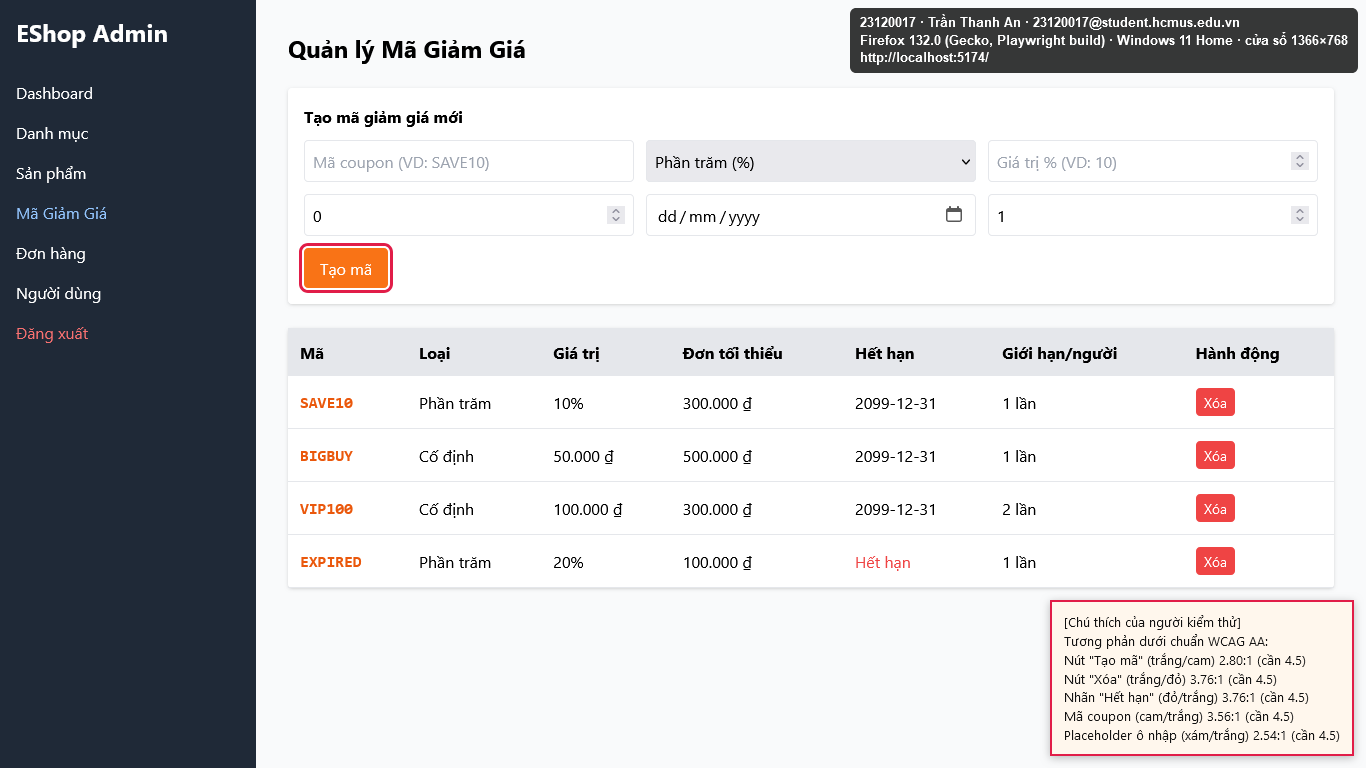 EShop Admin
Dashboard
Danh mục
Sản phẩm
Mã Giảm Giá
Đơn hàng
Người dùng
Đăng xuất
23120017 · Trần Thanh An · 23120017@student.hcmus.edu.vn
Firefox 132.0 (Gecko, Playwright build) · Windows 11 Home · cửa sổ 1366×768
http://localhost:5174/
Quản lý Mã Giảm Giá
Tạo mã giảm giá mới
Mã coupon (VD: SAVE10) Phần trăm (%) Giá trị % (VD: 10)
0 dd / mm / yyyy 1
Tạo mã
Mã Loại Giá trị Đơn tối thiểu Hết hạn Giới hạn/người Hành động
SAVE10 Phần trăm 10% 300.000 ₫ 2099-12-31 1 lần Xóa
BIGBUY Cố định 50.000 ₫ 500.000 ₫ 2099-12-31 1 lần Xóa
VIP100 Cố định 100.000 ₫ 300.000 ₫ 2099-12-31 2 lần Xóa
EXPIRED Phần trăm 20% 100.000 ₫ Hết hạn 1 lần Xóa
[Chú thích của người kiểm thử]
Tương phản dưới chuẩn WCAG AA:
Nút "Tạo mã" (trắng/cam) 2.80:1 (cần 4.5)
Nút "Xóa" (trắng/đỏ) 3.76:1 (cần 4.5)
Nhãn "Hết hạn" (đỏ/trắng) 3.76:1 (cần 4.5)
Mã coupon (cam/trắng) 3.56:1 (cần 4.5)
Placeholder ô nhập (xám/trắng) 2.54:1 (cần 4.5)